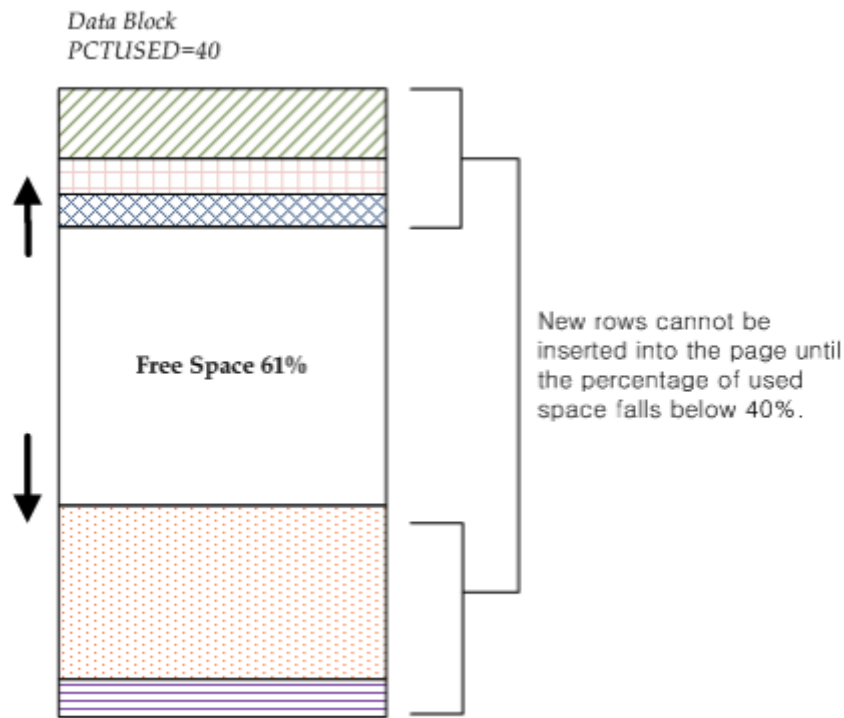 Data Block
PCTUSED=40
Free Space 61%
New rows cannot be
inserted into the page until
the percentage of used
space falls below 40%.